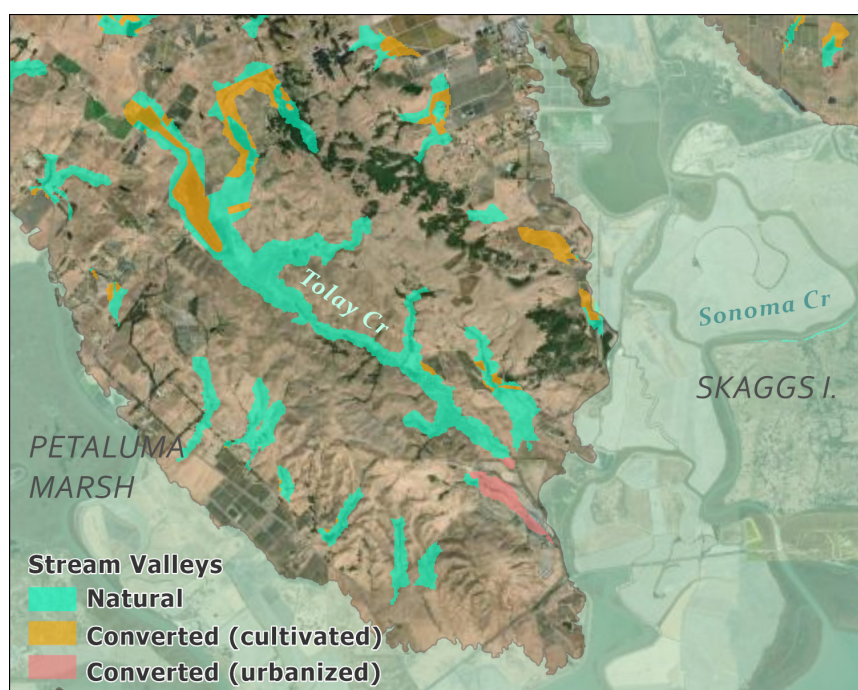 Tolay Cr
Sonoma Cr
SKAGGS I.
PETALUMA
MARSH
Stream Valleys
Natural
Converted (cultivated)
Converted (urbanized)